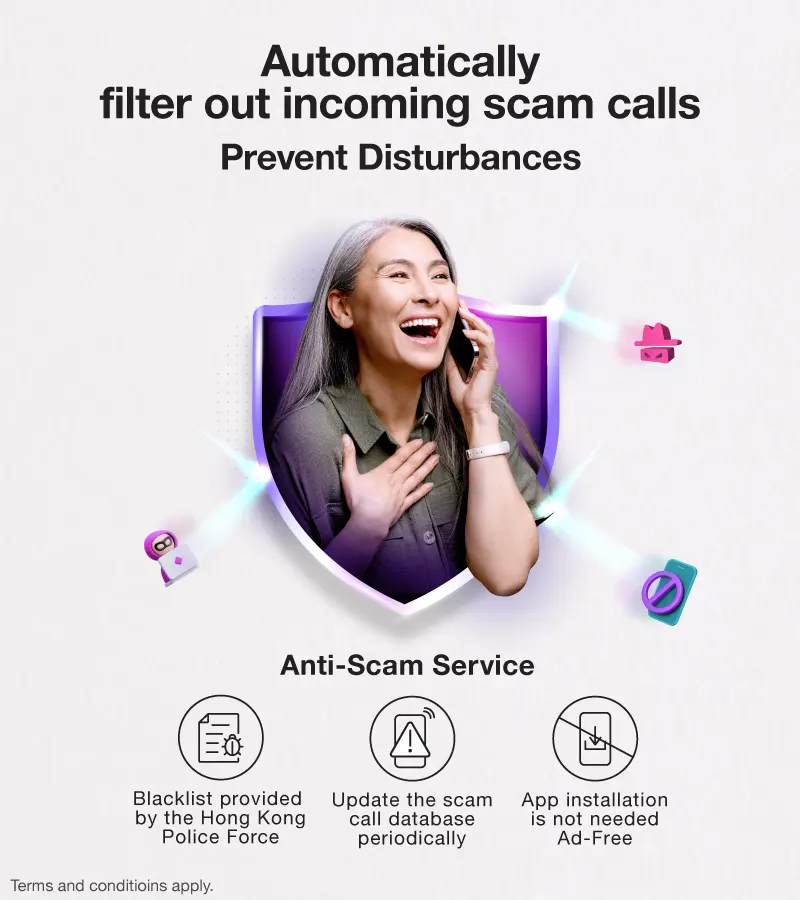 Automatically
filter out incoming scam calls
Prevent Disturbances
Anti-Scam Service
Blacklist provided
by the Hong Kong
Police Force
Update the scam
call database
periodically
App installation
is not needed
Ad-Free
Terms and conditioins apply.